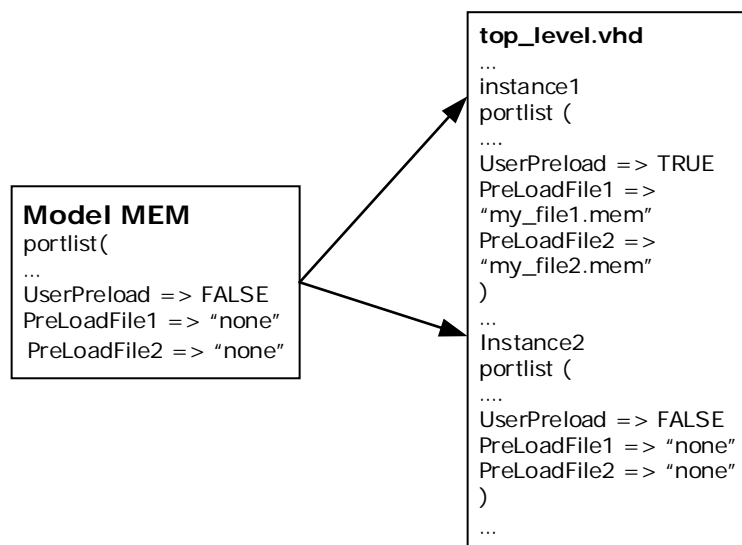 Model MEM
portlist(
...
UserPreload => FALSE
PreLoadFile1 => “none”
PreLoadFile2 => “none”
top_level.vhd
...
instance1
portlist (
....
UserPreload => TRUE
PreLoadFile1 =>
“my_file1.mem”
PreLoadFile2 =>
“my_file2.mem”
)
...
Instance2
portlist (
....
UserPreload => FALSE
PreLoadFile1 => “none”
PreLoadFile2 => “none”
)
...